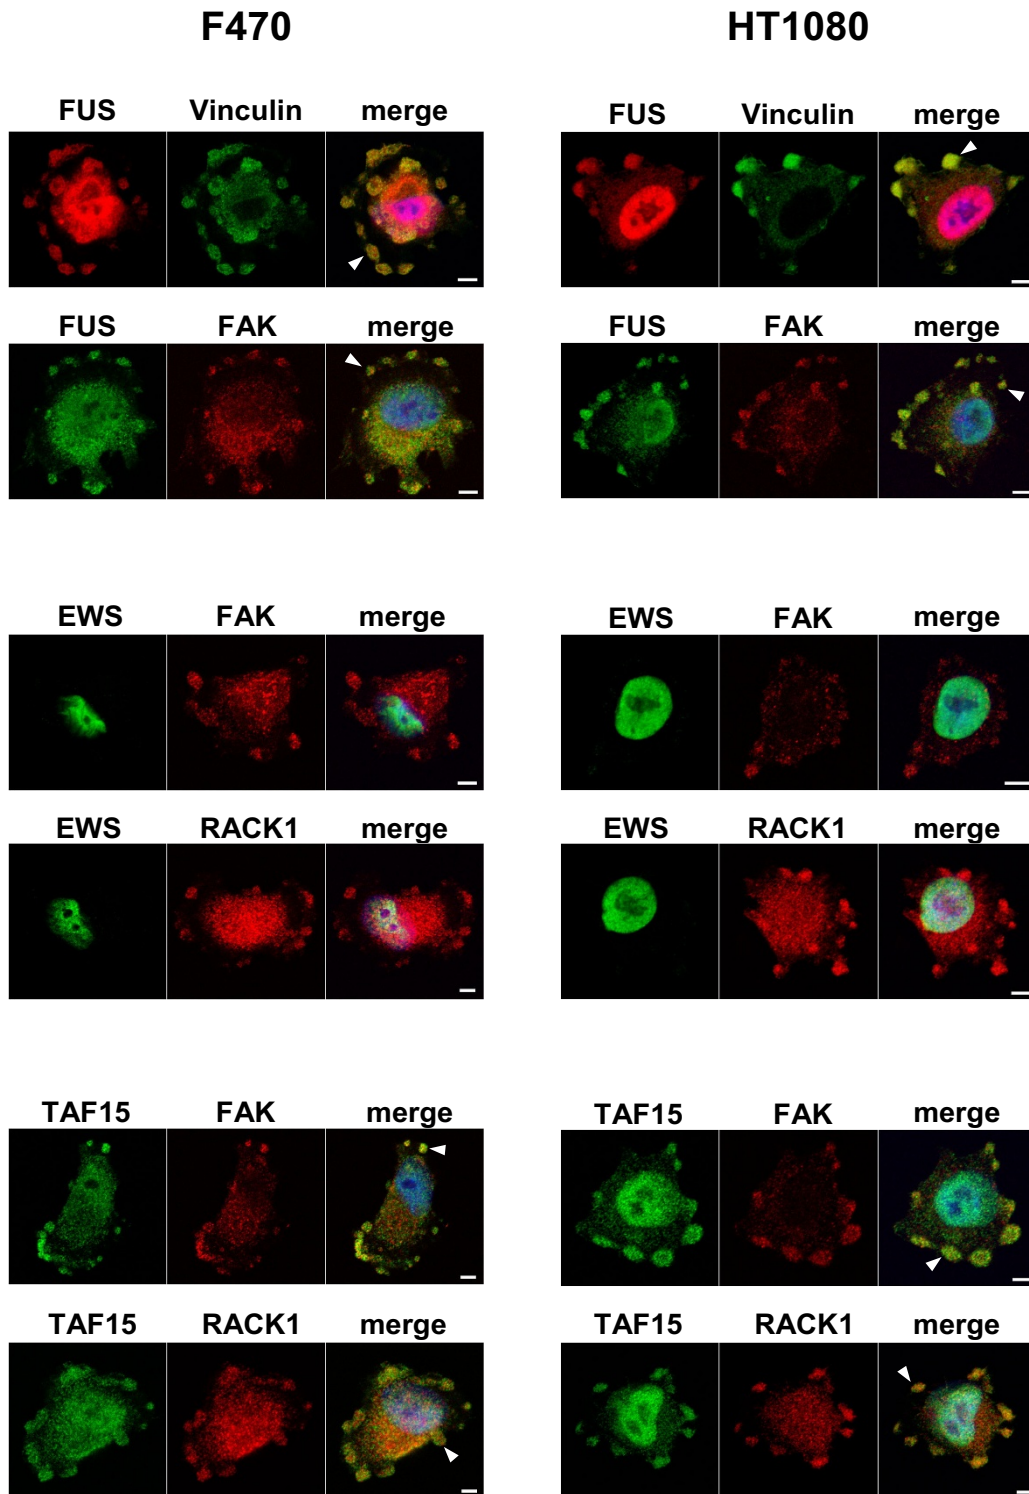 F470 HT1080
FUS Vinculin merge FUS Vinculin merge
FUS FAK merge FUS FAK merge
EWS FAK merge EWS FAK merge
EWS RACK1 merge EWS RACK1 merge
TAF15 FAK merge TAF15 FAK merge
TAF15 RACK1 merge TAF15 RACK1 merge